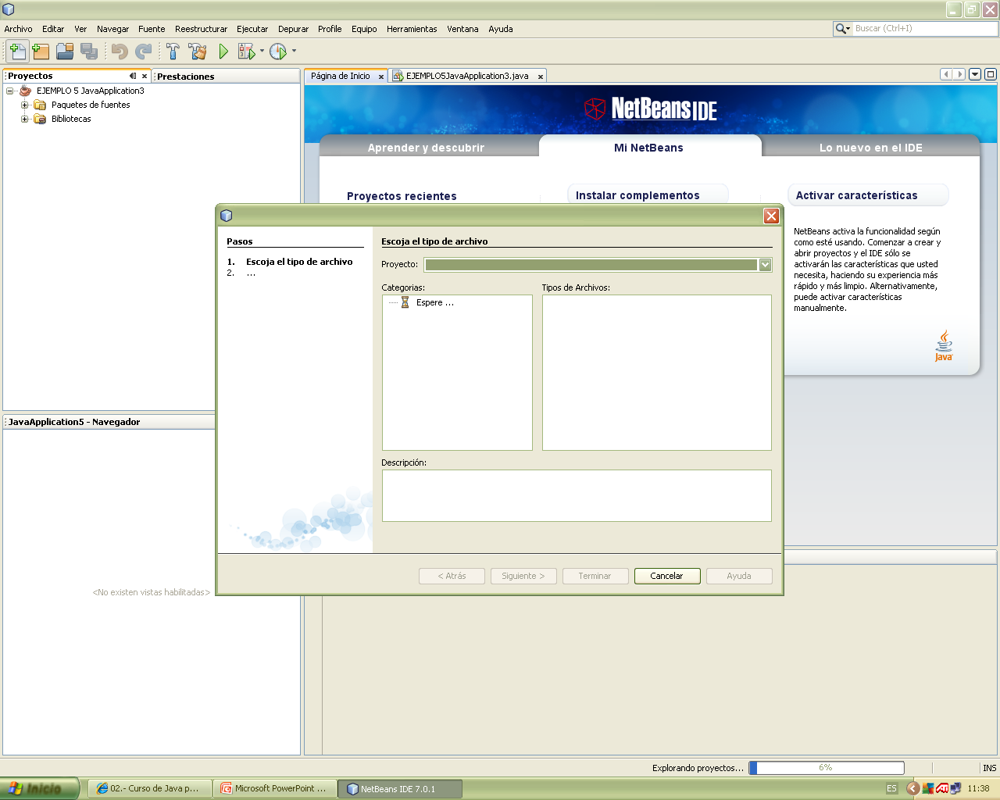 Archivo Editar Ver Navegar Fuente Reestructurar Ejecutar Depurar Profile Equipo Herramientas Ventana Ayuda
Buscar (Ctrl+I)
Proyectos
Prestaciones
Página de Inicio
EJEMPLO5JavaApplication3.java
EJEMPLO 5 JavaApplication3
Paquetes de fuentes
Bibliotecas
NetBeans IDE
Aprender y descubrir
Mi NetBeans
Lo nuevo en el IDE
Proyectos recientes
Instalar complementos
Activar características
NetBeans activa la funcionalidad según
como esté usando. Comenzar a crear y
abrir proyectos y el IDE sólo se
activarán las características que usted
necesita, haciendo su experiencia más
rápido y más limpio. Alternativamente,
puede activar características
manualmente.
Java
Pasos
1. Escoja el tipo de archivo
2. ...
Escoja el tipo de archivo
Proyecto:
Categorias:
Tipos de Archivos:
Espere ...
Descripción:
< Atrás
Siguiente >
Terminar
Cancelar
Ayuda
JavaApplication5 - Navegador
<No existen vistas habilitadas>
Explorando proyectos...
6%
INS
Inicio
02.- Curso de Java p...
Microsoft PowerPoint ...
NetBeans IDE 7.0.1
ES
11:38